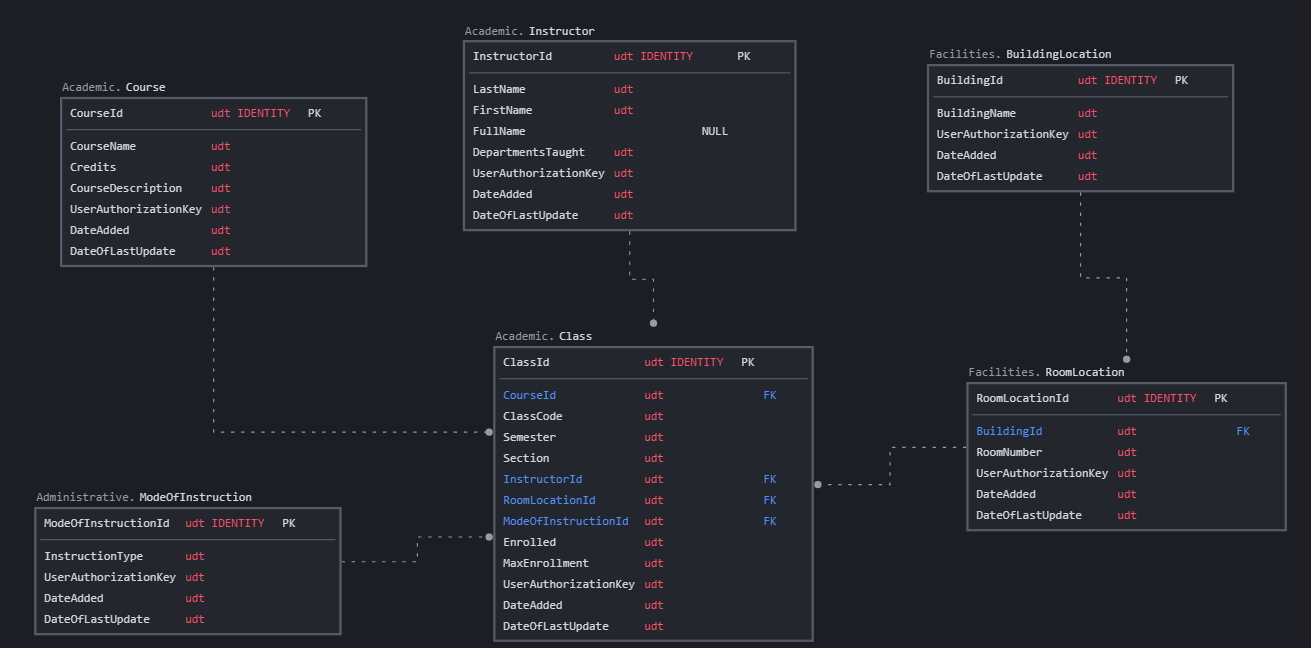 Academic. Course
CourseId udt IDENTITY PK
CourseName udt
Credits udt
CourseDescription udt
UserAuthorizationKey udt
DateAdded udt
DateOfLastUpdate udt
Academic. Instructor
InstructorId udt IDENTITY PK
LastName udt
FirstName udt
FullName NULL
DepartmentsTaught udt
UserAuthorizationKey udt
DateAdded udt
DateOfLastUpdate udt
Facilities. BuildingLocation
BuildingId udt IDENTITY PK
BuildingName udt
UserAuthorizationKey udt
DateAdded udt
DateOfLastUpdate udt
Administrative. ModeOfInstruction
ModeOfInstructionId udt IDENTITY PK
InstructionType udt
UserAuthorizationKey udt
DateAdded udt
DateOfLastUpdate udt
Academic. Class
ClassId udt IDENTITY PK
CourseId udt FK
ClassCode udt
Semester udt
Section udt
InstructorId udt FK
RoomLocationId udt FK
ModeOfInstructionId udt FK
Enrolled udt
MaxEnrollment udt
UserAuthorizationKey udt
DateAdded udt
DateOfLastUpdate udt
Facilities. RoomLocation
RoomLocationId udt IDENTITY PK
BuildingId udt FK
RoomNumber udt
UserAuthorizationKey udt
DateAdded udt
DateOfLastUpdate udt